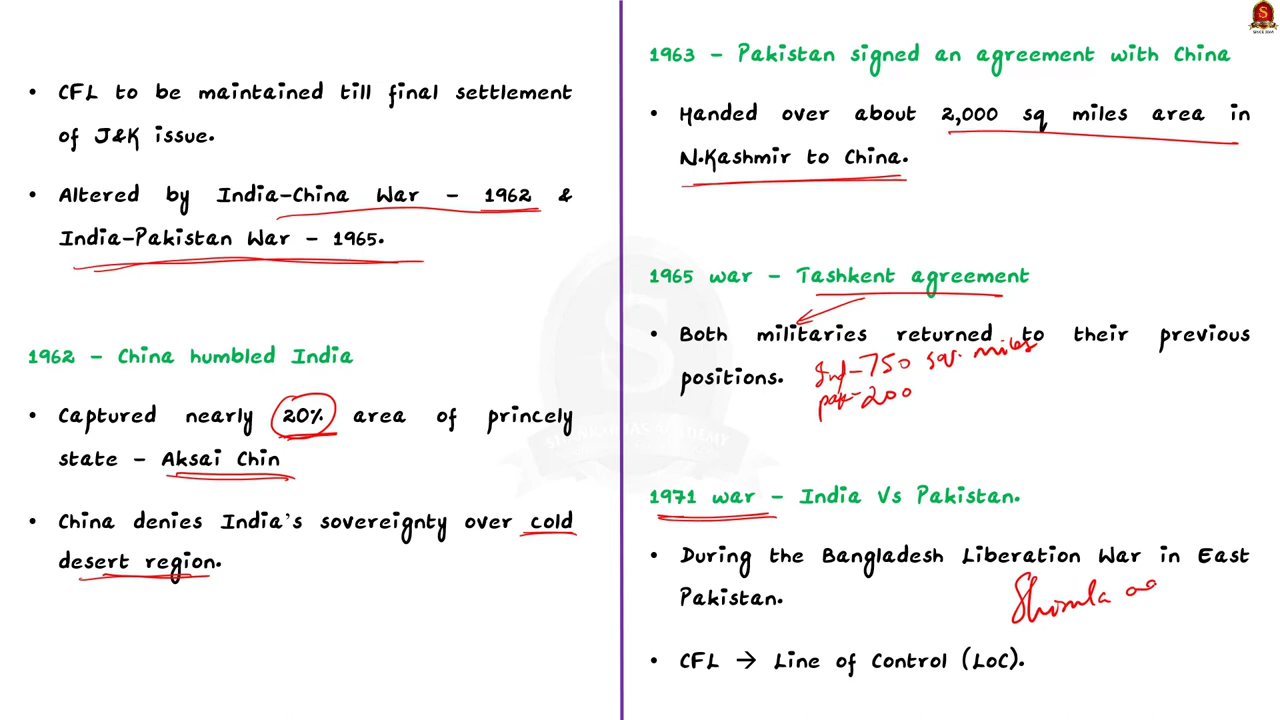 • CFL to be maintained till final settlement
of J&K issue.
• Altered by India-China War - 1962 &
India-Pakistan War - 1965.
1962 - China humbled India
• Captured nearly 20% area of princely
state - Aksai Chin
• China denies India's sovereignty over cold
desert region.
1963 - Pakistan signed an agreement with China
• Handed over about 2,000 sq miles area in
N.Kashmir to China.
1965 war - Tashkent agreement
• Both militaries returned to their previous
positions.
Ind-750 sq. miles
pak-200
1971 war - India Vs Pakistan.
• During the Bangladesh Liberation War in East
Pakistan.
Shimla
• CFL → Line of Control (LoC).